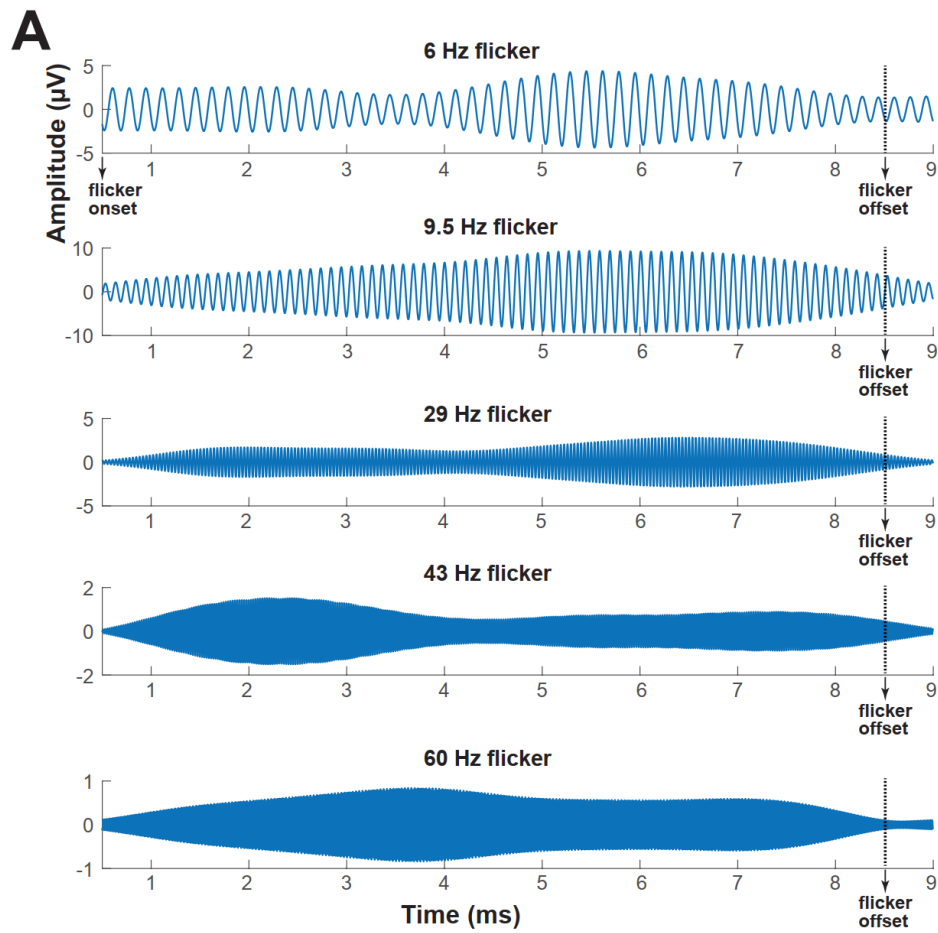 A
6 Hz flicker
Amplitude (µV)
5
0
-5
1 2 3 4 5 6 7 8 9
flicker
onset
flicker
offset
9.5 Hz flicker
10
0
-10
1 2 3 4 5 6 7 8 9
flicker
offset
29 Hz flicker
5
0
-5
1 2 3 4 5 6 7 8 9
flicker
offset
43 Hz flicker
2
0
-2
1 2 3 4 5 6 7 8 9
flicker
offset
60 Hz flicker
1
0
-1
1 2 3 4 5 6 7 8 9
flicker
offset
Time (ms)